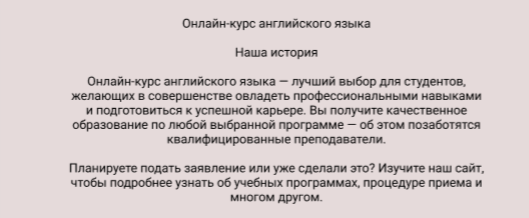 Онлайн-курс английского языка
Наша история
Онлайн-курс английского языка — лучший выбор для студентов,
желающих в совершенстве овладеть профессиональными навыками
и подготовиться к успешной карьере. Вы получите качественное
образование по любой выбранной программе — об этом позаботятся
квалифицированные преподаватели.
Планируете подать заявление или уже сделали это? Изучите наш сайт,
чтобы подробнее узнать об учебных программах, процедуре приема и
многом другом.